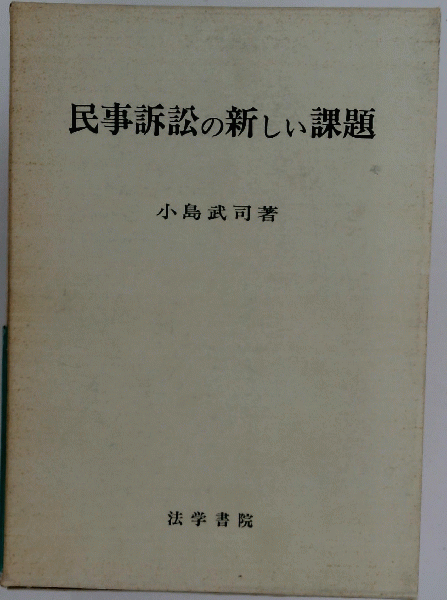 民事訴訟の新しい課題
小島武司著
法学書院